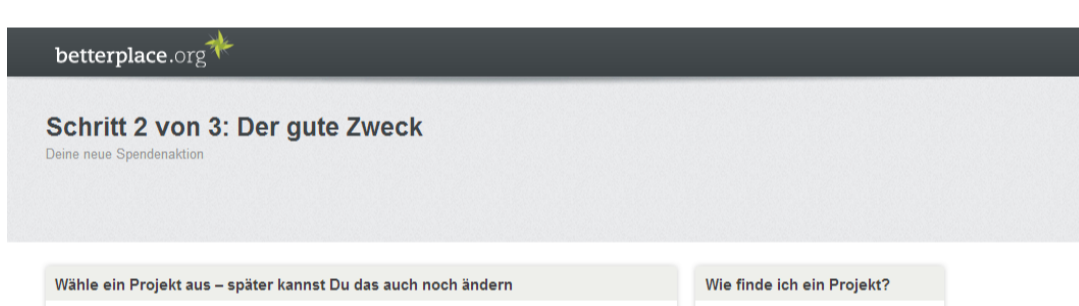 betterplace.org
Schritt 2 von 3: Der gute Zweck
Deine neue Spendenaktion
Wähle ein Projekt aus – später kannst Du das auch noch ändern
Wie finde ich ein Projekt?